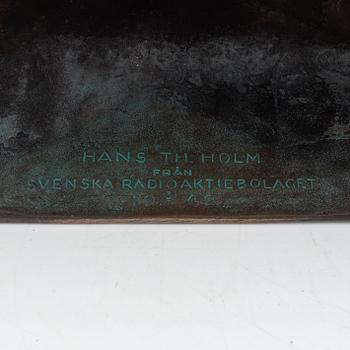 HANS TH. HOLM
FRÅN
SVENSKA RADIOAKTIEBOLAGET